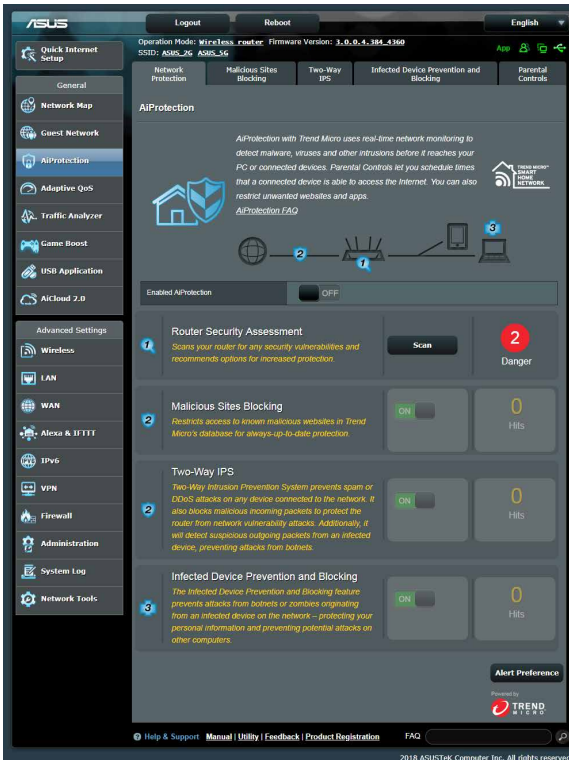 ASUS
Logout
Reboot
English
Operation Mode: Wireless router Firmware Version: 3.0.0.4.384_4360
SSID: ASUS_2G ASUS_5G
App
Quick Internet
Setup
General
Network Map
Guest Network
AiProtection
Adaptive QoS
Traffic Analyzer
Game Boost
USB Application
AiCloud 2.0
Advanced Settings
Wireless
LAN
WAN
Alexa & IFTTT
IPv6
VPN
Firewall
Administration
System Log
Network Tools
Network
Protection
Malicious Sites
Blocking
Two-Way
IPS
Infected Device Prevention and
Blocking
Parental
Controls
AiProtection
AiProtection with Trend Micro uses real-time network monitoring to
detect malware, viruses and other intrusions before it reaches your
PC or connected devices. Parental Controls let you schedule times
that a connected device is able to access the Internet. You can also
restrict unwanted websites and apps.
AiProtection FAQ
TREND MICRO™
SMART
HOME
NETWORK
2
1
3
Enabled AiProtection
OFF
1
Router Security Assessment
Scans your router for any security vulnerabilities and
recommends options for increased protection
Scan
2
Danger
2
Malicious Sites Blocking
Restricts access to known malicious websites in Trend
Micro's database for always-up-to-date protection.
ON
0
Hits
2
Two-Way IPS
Two-Way Intrusion Prevention System prevents spam or
DDoS attacks on any device connected to the network. It
also blocks malicious incoming packets to protect the
router from network vulnerability attacks. Additionally, it
will detect suspicious outgoing packets from an infected
device, preventing attacks from botnets.
ON
0
Hits
3
Infected Device Prevention and Blocking
The Infected Device Prevention and Blocking feature
prevents attacks from botnets or zombies originating
from an infected device on the network – protecting your
personal information and preventing potential attacks on
other computers.
ON
0
Hits
Alert Preference
Powered by
TREND
MICRO
Help & Support Manual | Utility | Feedback | Product Registration FAQ
2018 ASUSTeK Computer Inc. All rights reserved